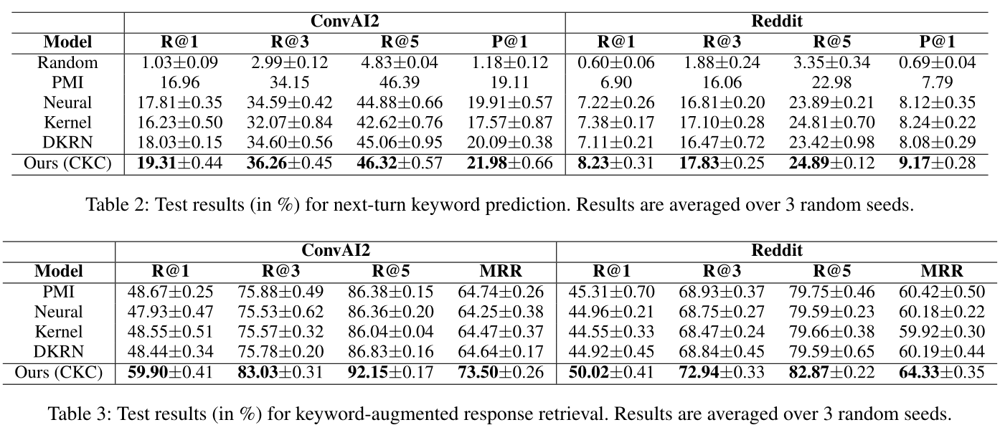 ConvAI2 Reddit
Model R@1 R@3 R@5 P@1 R@1 R@3 R@5 P@1
Random 1.03±0.09 2.99±0.12 4.83±0.04 1.18±0.12 0.60±0.06 1.88±0.24 3.35±0.34 0.69±0.04
PMI 16.96 34.15 46.39 19.11 6.90 16.06 22.98 7.79
Neural 17.81±0.35 34.59±0.42 44.88±0.66 19.91±0.57 7.22±0.26 16.81±0.20 23.89±0.21 8.12±0.35
Kernel 16.23±0.50 32.07±0.84 42.62±0.76 17.57±0.87 7.38±0.17 17.10±0.28 24.81±0.70 8.24±0.22
DKRN 18.03±0.15 34.60±0.56 45.06±0.95 20.09±0.38 7.11±0.21 16.47±0.72 23.42±0.98 8.08±0.29
Ours (CKC) 19.31±0.44 36.26±0.45 46.32±0.57 21.98±0.66 8.23±0.31 17.83±0.25 24.89±0.12 9.17±0.28
Table 2: Test results (in %) for next-turn keyword prediction. Results are averaged over 3 random seeds.
ConvAI2 Reddit
Model R@1 R@3 R@5 MRR R@1 R@3 R@5 MRR
PMI 48.67±0.25 75.88±0.49 86.38±0.15 64.74±0.26 45.31±0.70 68.93±0.37 79.75±0.46 60.42±0.50
Neural 47.93±0.47 75.53±0.62 86.36±0.20 64.25±0.38 44.96±0.21 68.75±0.27 79.59±0.23 60.18±0.22
Kernel 48.55±0.51 75.57±0.32 86.04±0.04 64.47±0.37 44.55±0.33 68.47±0.24 79.66±0.38 59.92±0.30
DKRN 48.44±0.34 75.78±0.20 86.83±0.16 64.64±0.17 44.92±0.45 68.84±0.45 79.59±0.65 60.19±0.44
Ours (CKC) 59.90±0.41 83.03±0.31 92.15±0.17 73.50±0.26 50.02±0.41 72.94±0.33 82.87±0.22 64.33±0.35
Table 3: Test results (in %) for keyword-augmented response retrieval. Results are averaged over 3 random seeds.